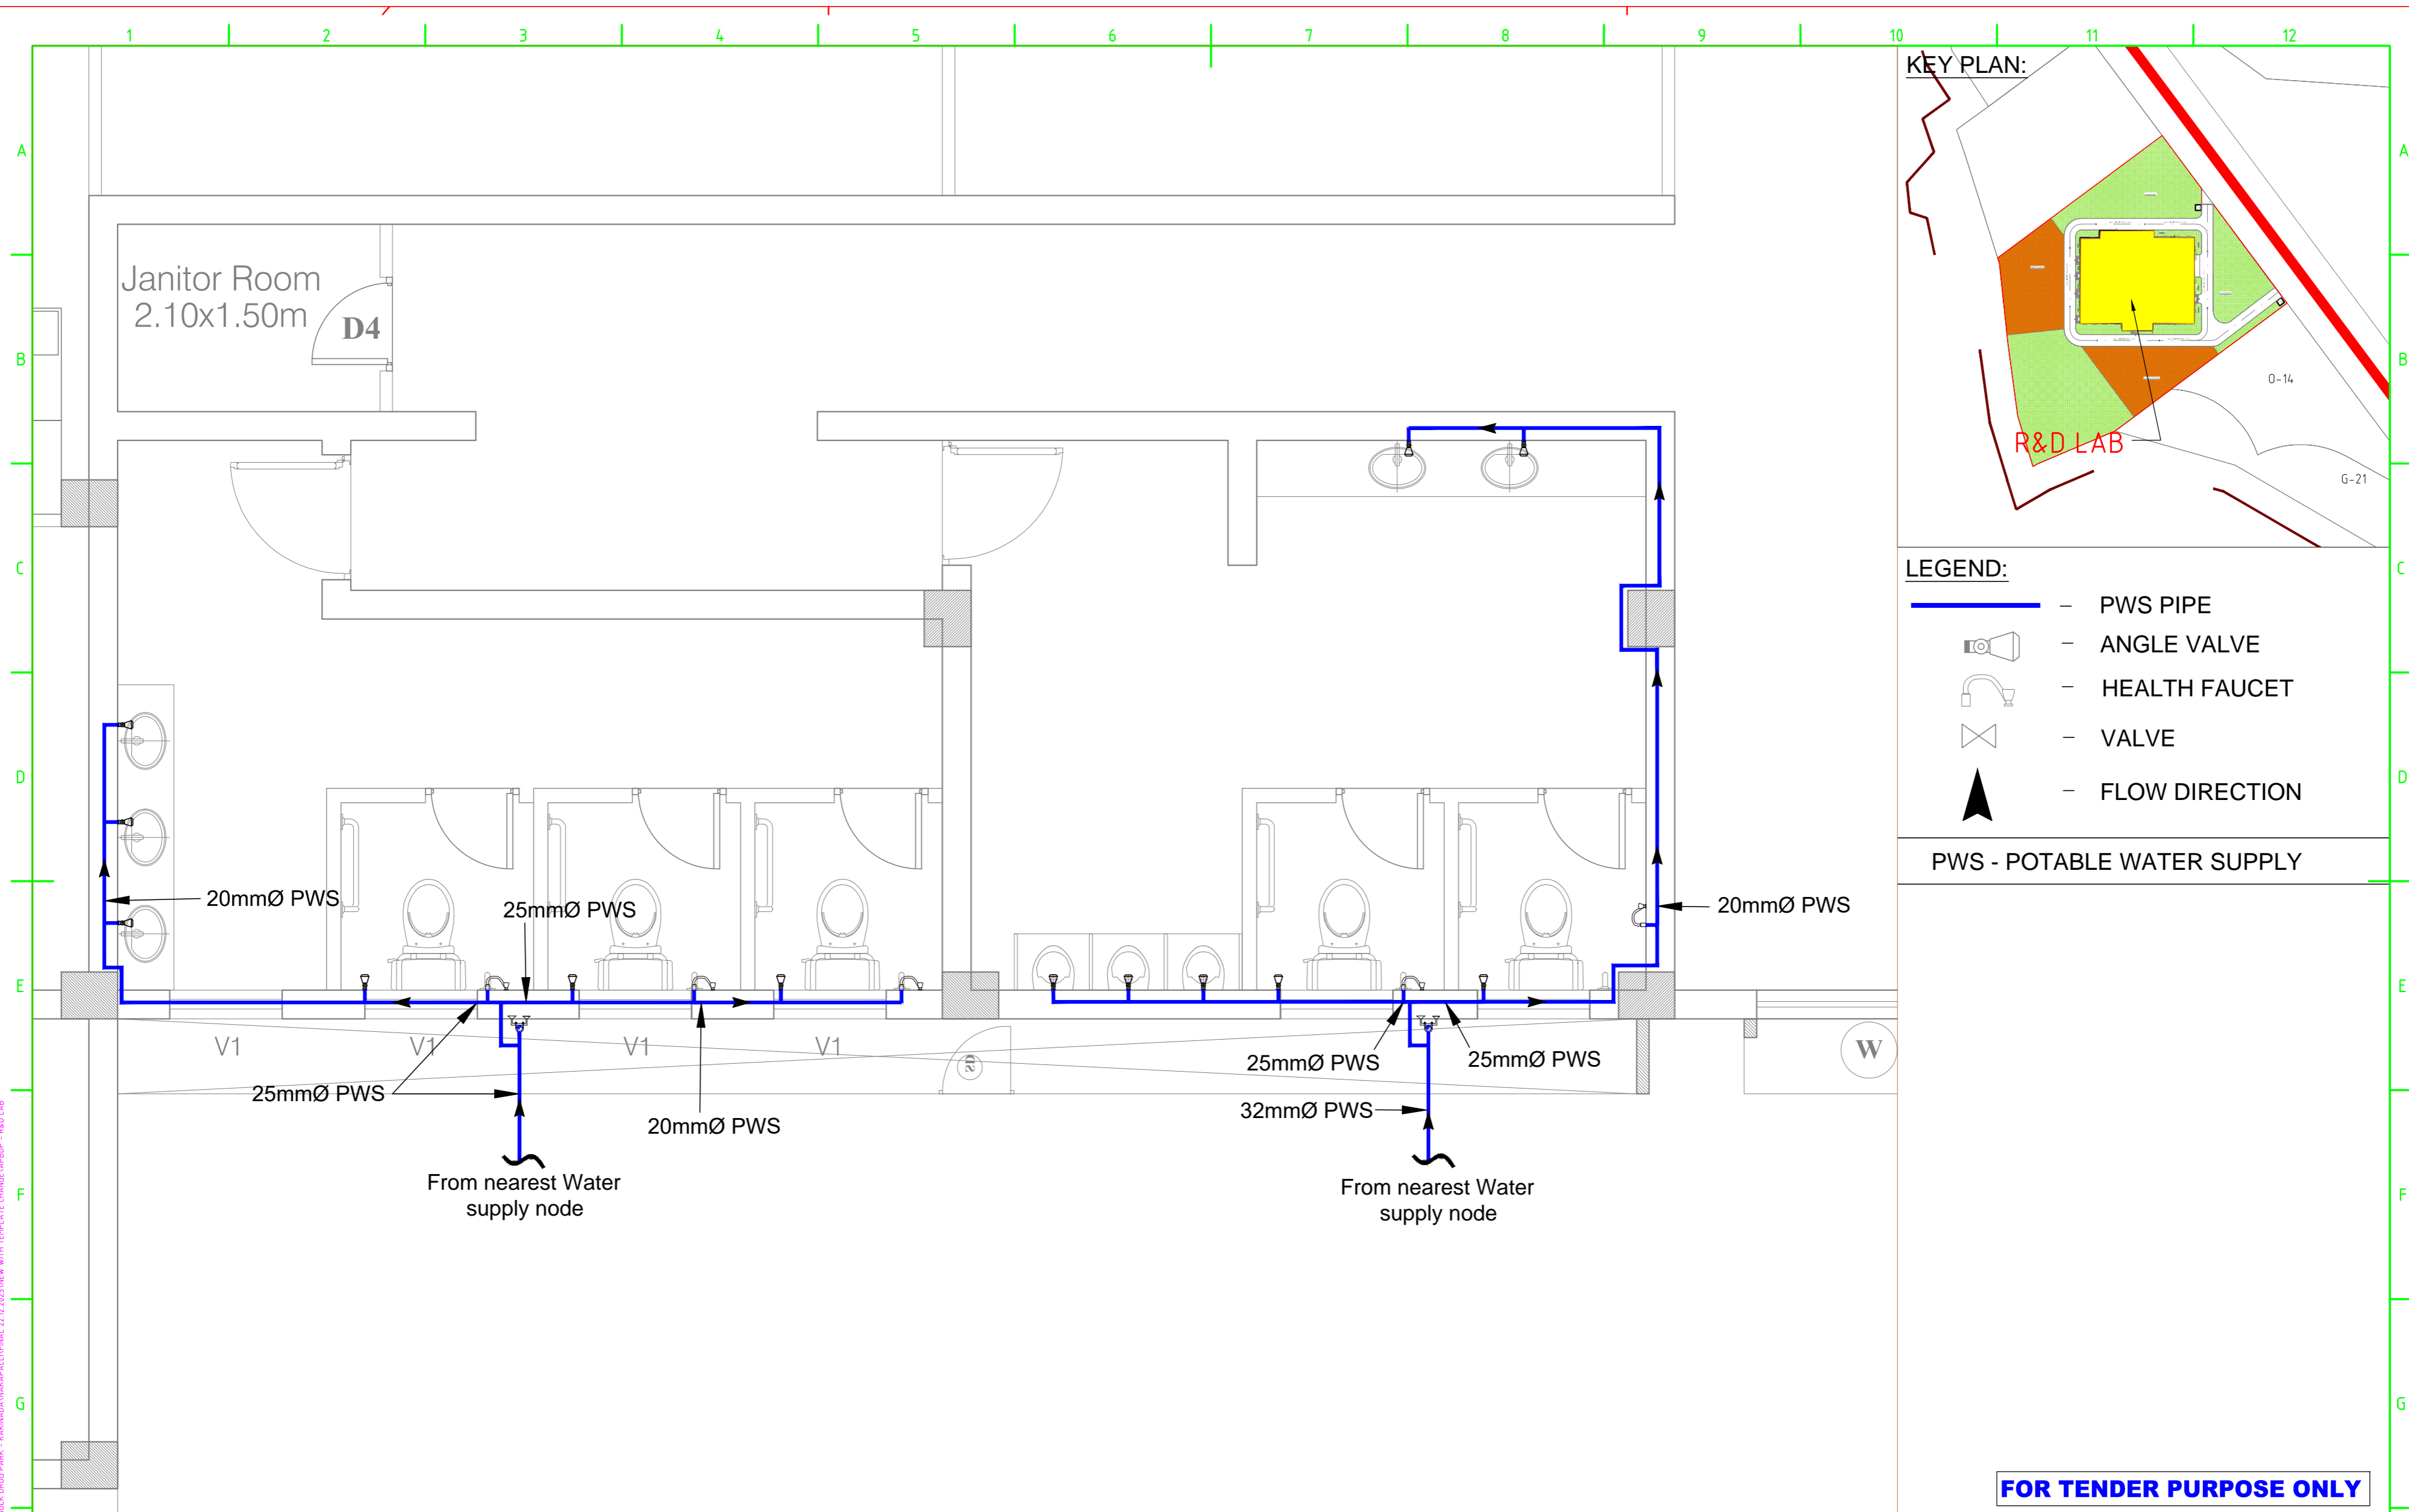 1 2 3 4 5 6 7 8 9 10 11 12
A A
B B
C C
D D
E E
F F
G G
KEY PLAN:
O-14
R&D LAB
G-21
Janitor Room
2.10x1.50m
D4
LEGEND:
– PWS PIPE
– ANGLE VALVE
– HEALTH FAUCET
– VALVE
– FLOW DIRECTION
PWS - POTABLE WATER SUPPLY
20mmØ PWS
25mmØ PWS
20mmØ PWS
V1
V1
V1
V1
SD
W
25mmØ PWS
20mmØ PWS
25mmØ PWS
25mmØ PWS
32mmØ PWS
From nearest Water
supply node
From nearest Water
supply node
FOR TENDER PURPOSE ONLY